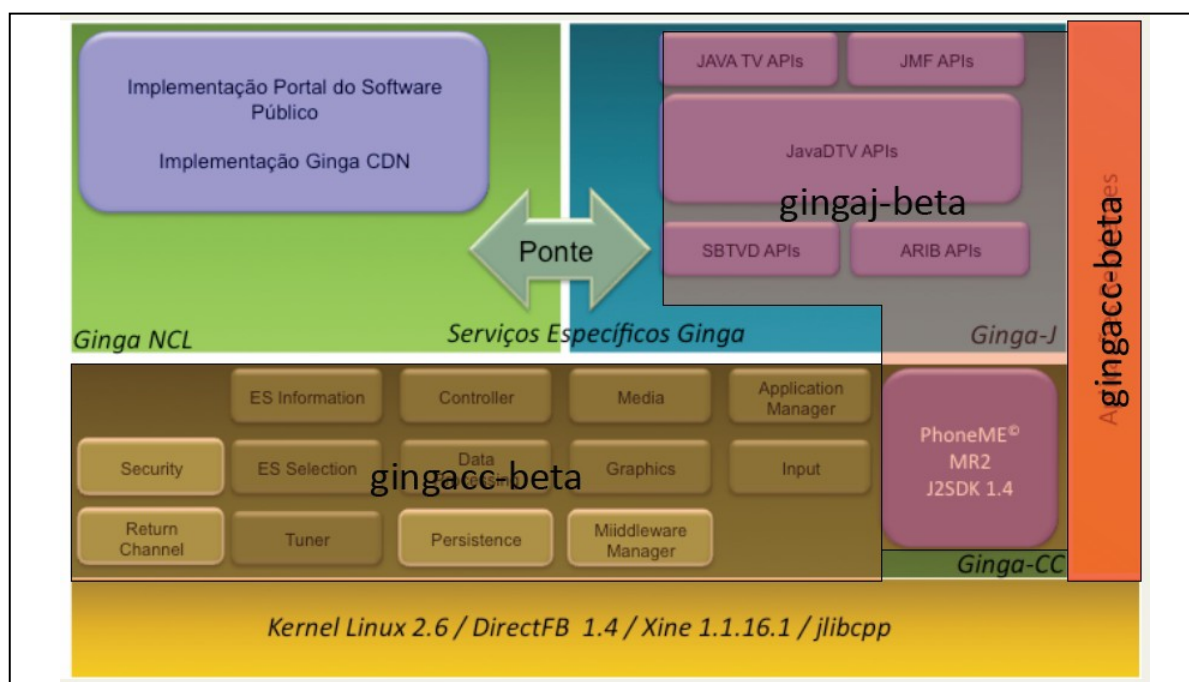 Implementação Portal do Software
Público
Implementação Ginga CDN
JAVA TV APIs
JMF APIs
JavaDTV APIs
gingaj-beta
SBTVD APIs
ARIB APIs
Ponte
Ginga NCL
Serviços Específicos Ginga
Ginga-J
gingacc-beta
ES Information
Controller
Media
Application
Manager
Security
ES Selection
Data
Processing
Graphics
Input
gingacc-beta
Return
Channel
Tuner
Persistence
Miiddleware
Manager
PhoneME©
MR2
J2SDK 1.4
Ginga-CC
Kernel Linux 2.6 / DirectFB 1.4 / Xine 1.1.16.1 / jlibcpp